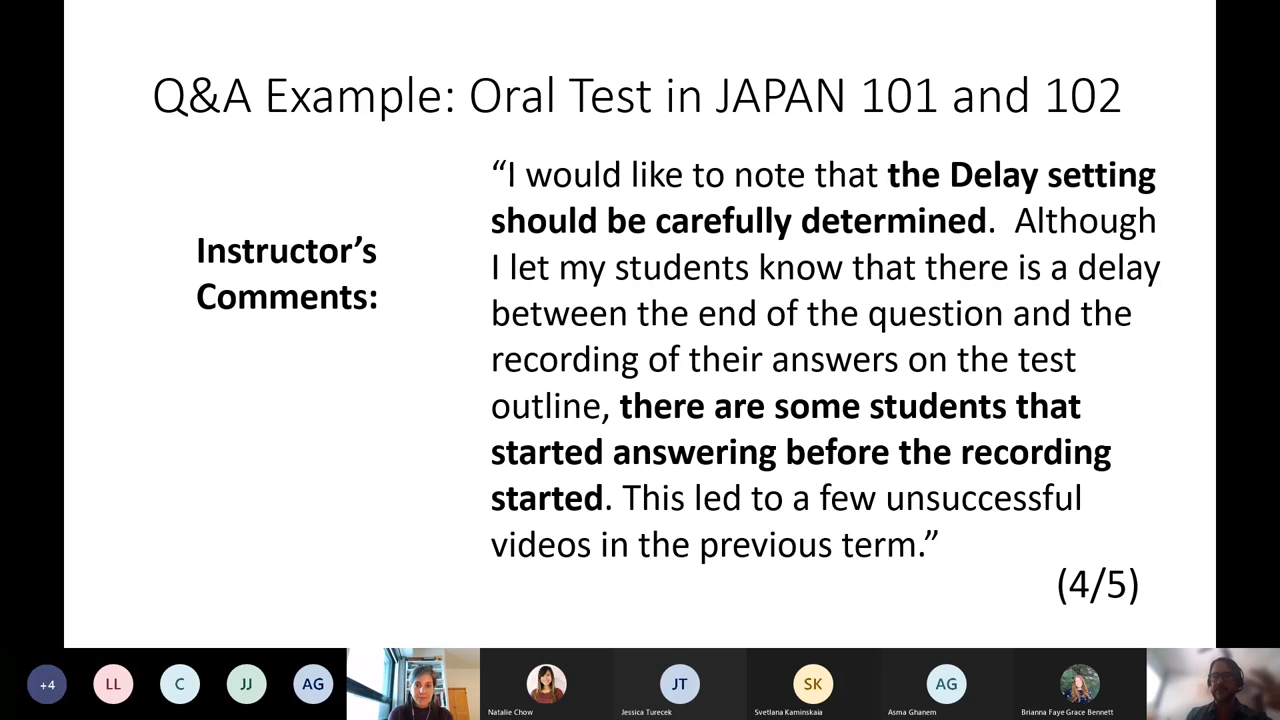 Q&A Example: Oral Test in JAPAN 101 and 102
Instructor’s
Comments:
“I would like to note that the Delay setting
should be carefully determined.  Although
I let my students know that there is a delay
between the end of the question and the
recording of their answers on the test
outline, there are some students that
started answering before the recording
started. This led to a few unsuccessful
videos in the previous term.”
(4/5)
+4
LL
C
JJ
AG
Natalie Chow
JT
Jessica Turecek
SK
Svetlana Kaminskaia
AG
Asma Ghanem
Brianna Faye Grace Bennett